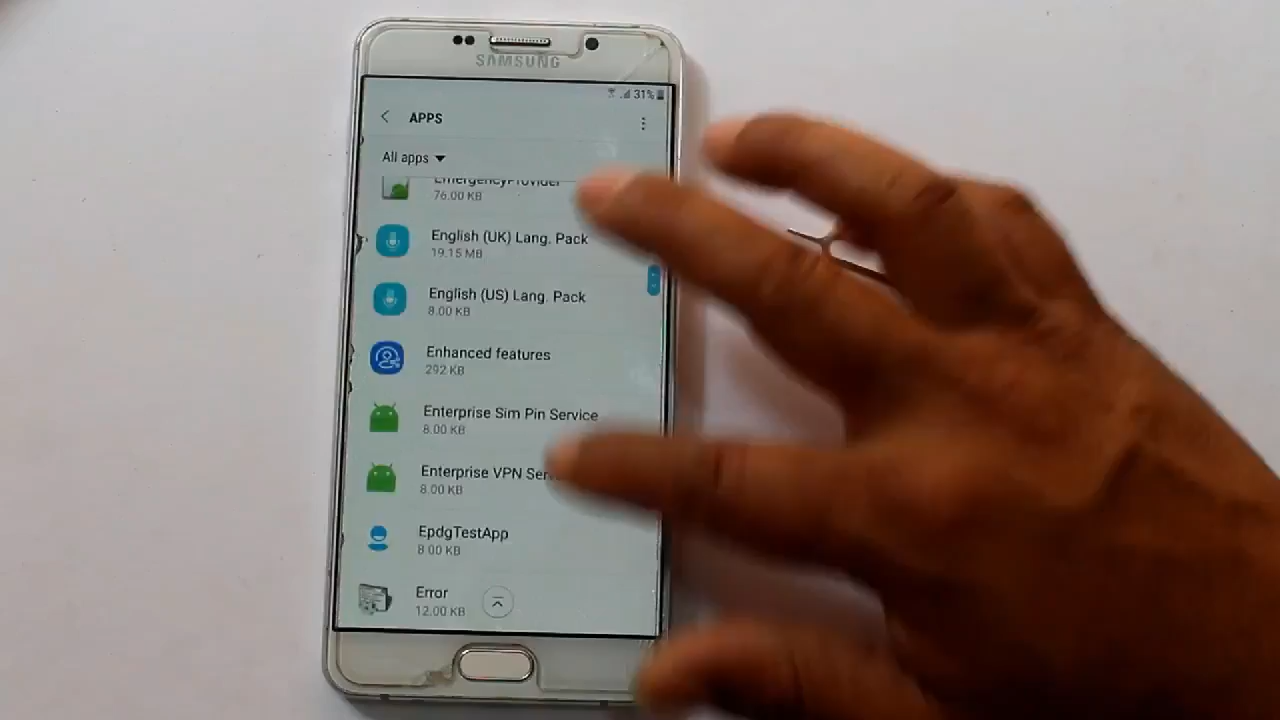 SAMSUNG
31%
APPS
All apps
EmergencyProvider
76.00 KB
English (UK) Lang. Pack
19.15 MB
English (US) Lang. Pack
8.00 KB
Enhanced features
292 KB
Enterprise Sim Pin Service
8.00 KB
Enterprise VPN
8.00 KB
EpdgTestApp
8.00 KB
Error
12.00 KB